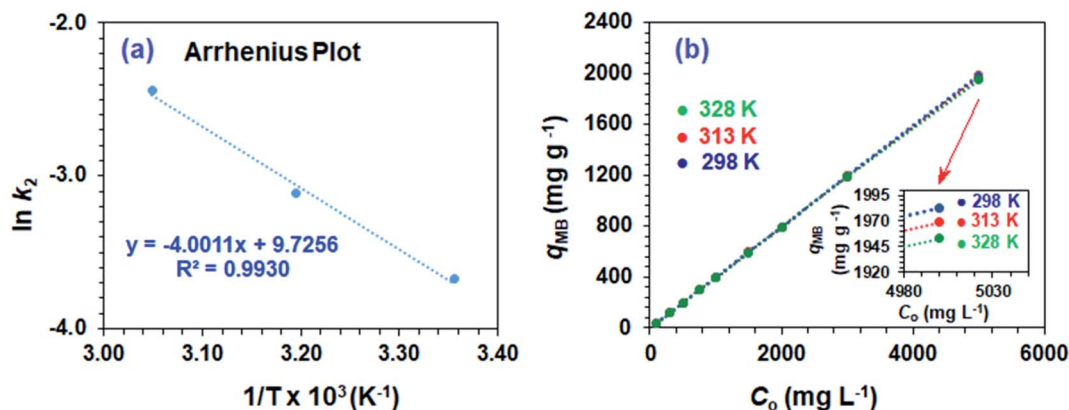 (a) Arrhenius Plot
-2.0
-3.0
-4.0
ln k₂
y = -4.0011x + 9.7256
R² = 0.9930
3.00 3.10 3.20 3.30 3.40
1/T x 10³ (K⁻¹)
(b)
2400
2000
1600
1200
800
400
0
qMB (mg g⁻¹)
328 K
313 K
298 K
0 2000 4000 6000
Cₒ (mg L⁻¹)
1995
1970
1945
1920
qMB
(mg g⁻¹)
298 K
313 K
328 K
4980 5030
Cₒ (mg L⁻¹)